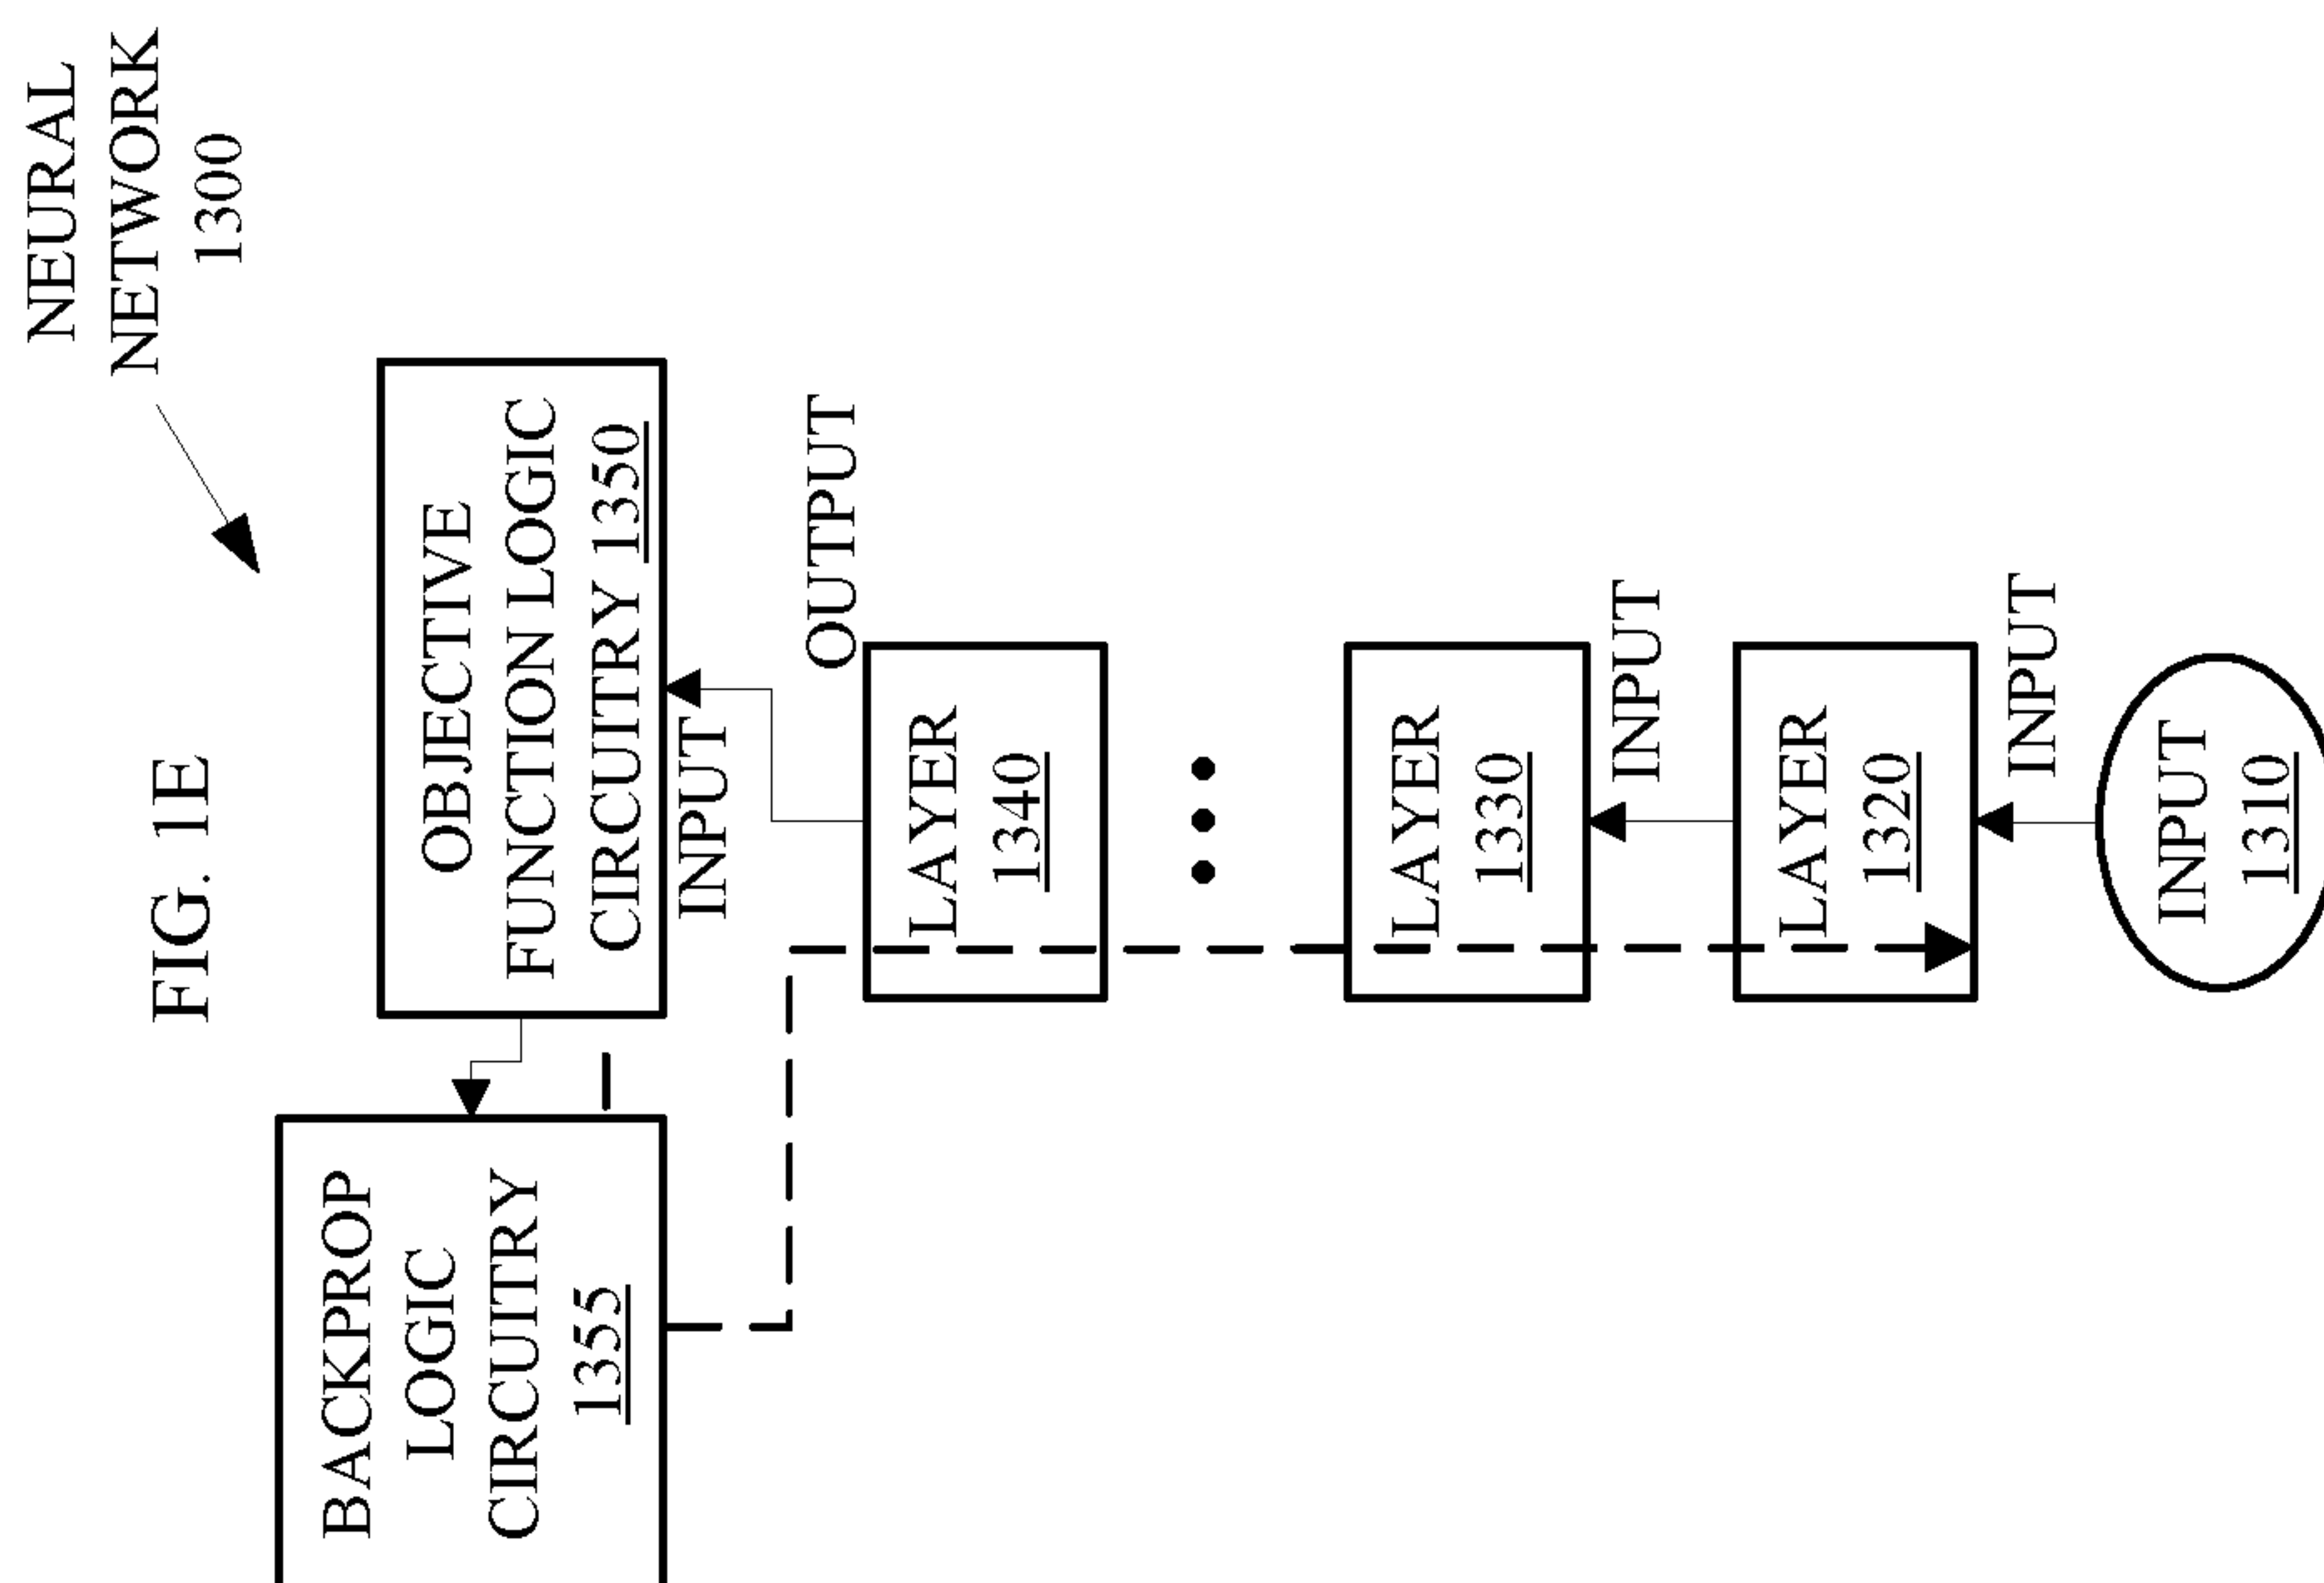 NEURAL
NETWORK
1300
FIG. 1E
OBJECTIVE
FUNCTION LOGIC
CIRCUITRY 1350
BACKPROP
LOGIC
CIRCUITRY
1355
INPUT
OUTPUT
LAYER
1340
LAYER
1330
INPUT
LAYER
1320
INPUT
INPUT
1310